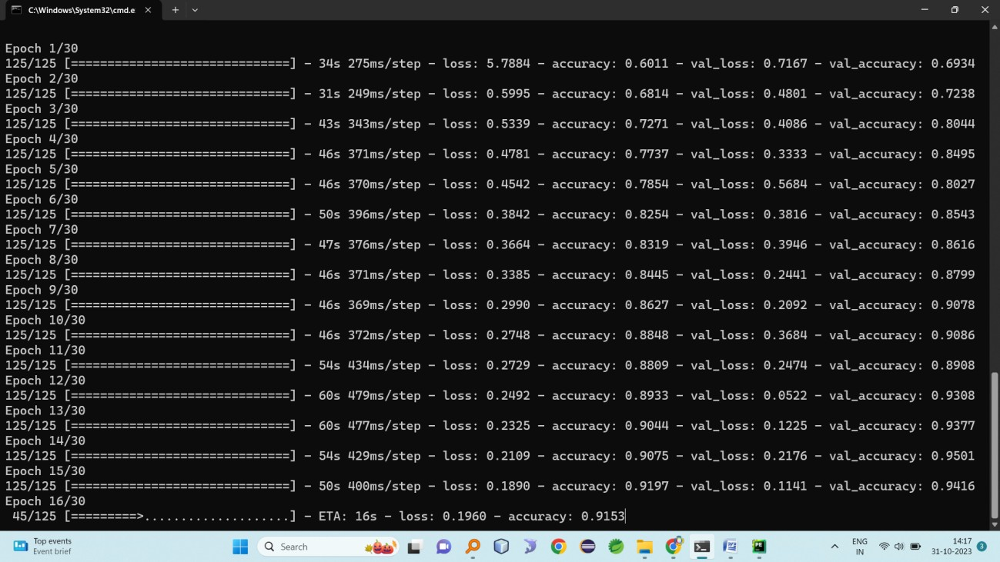 C:\Windows\System32\cmd.e
Epoch 1/30
125/125 [==============================] - 34s 275ms/step - loss: 5.7884 - accuracy: 0.6011 - val_loss: 0.7167 - val_accuracy: 0.6934
Epoch 2/30
125/125 [==============================] - 31s 249ms/step - loss: 0.5995 - accuracy: 0.6814 - val_loss: 0.4801 - val_accuracy: 0.7238
Epoch 3/30
125/125 [==============================] - 43s 343ms/step - loss: 0.5339 - accuracy: 0.7271 - val_loss: 0.4086 - val_accuracy: 0.8044
Epoch 4/30
125/125 [==============================] - 46s 371ms/step - loss: 0.4781 - accuracy: 0.7737 - val_loss: 0.3333 - val_accuracy: 0.8495
Epoch 5/30
125/125 [==============================] - 46s 370ms/step - loss: 0.4542 - accuracy: 0.7854 - val_loss: 0.5684 - val_accuracy: 0.8027
Epoch 6/30
125/125 [==============================] - 50s 396ms/step - loss: 0.3842 - accuracy: 0.8254 - val_loss: 0.3816 - val_accuracy: 0.8543
Epoch 7/30
125/125 [==============================] - 47s 376ms/step - loss: 0.3664 - accuracy: 0.8319 - val_loss: 0.3946 - val_accuracy: 0.8616
Epoch 8/30
125/125 [==============================] - 46s 371ms/step - loss: 0.3385 - accuracy: 0.8445 - val_loss: 0.2441 - val_accuracy: 0.8799
Epoch 9/30
125/125 [==============================] - 46s 369ms/step - loss: 0.2990 - accuracy: 0.8627 - val_loss: 0.2092 - val_accuracy: 0.9078
Epoch 10/30
125/125 [==============================] - 46s 372ms/step - loss: 0.2748 - accuracy: 0.8848 - val_loss: 0.3684 - val_accuracy: 0.9086
Epoch 11/30
125/125 [==============================] - 54s 434ms/step - loss: 0.2729 - accuracy: 0.8809 - val_loss: 0.2474 - val_accuracy: 0.8908
Epoch 12/30
125/125 [==============================] - 60s 479ms/step - loss: 0.2492 - accuracy: 0.8933 - val_loss: 0.0522 - val_accuracy: 0.9308
Epoch 13/30
125/125 [==============================] - 60s 477ms/step - loss: 0.2325 - accuracy: 0.9044 - val_loss: 0.1225 - val_accuracy: 0.9377
Epoch 14/30
125/125 [==============================] - 54s 429ms/step - loss: 0.2109 - accuracy: 0.9075 - val_loss: 0.2176 - val_accuracy: 0.9501
Epoch 15/30
125/125 [==============================] - 50s 400ms/step - loss: 0.1890 - accuracy: 0.9197 - val_loss: 0.1141 - val_accuracy: 0.9416
Epoch 16/30
45/125 [=========>....................] - ETA: 16s - loss: 0.1960 - accuracy: 0.9153
Top events
Event brief
Search
PE
ENG
IN
14:17
31-10-2023
3